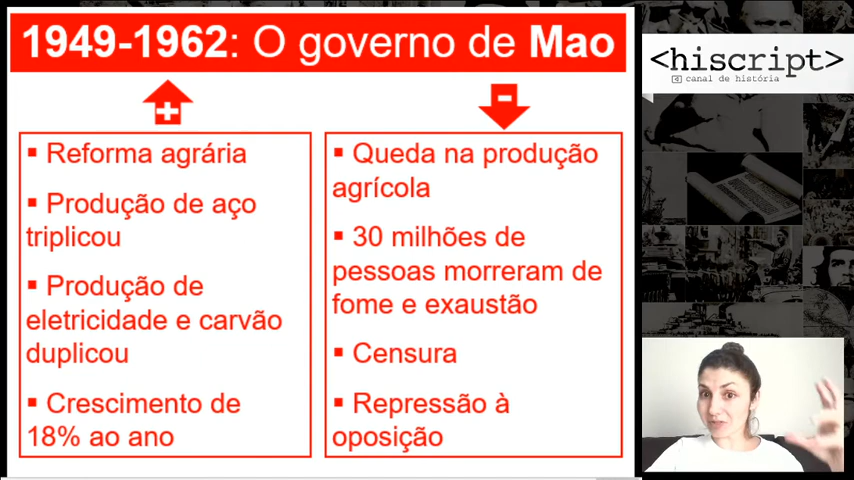 1949-1962: O governo de Mao
+
-
▪ Reforma agrária
▪ Produção de aço
triplicou
▪ Produção de
eletricidade e carvão
duplicou
▪ Crescimento de
18% ao ano
▪ Queda na produção
agrícola
▪ 30 milhões de
pessoas morreram de
fome e exaustão
▪ Censura
▪ Repressão à
oposição
<hiscript>
canal de história